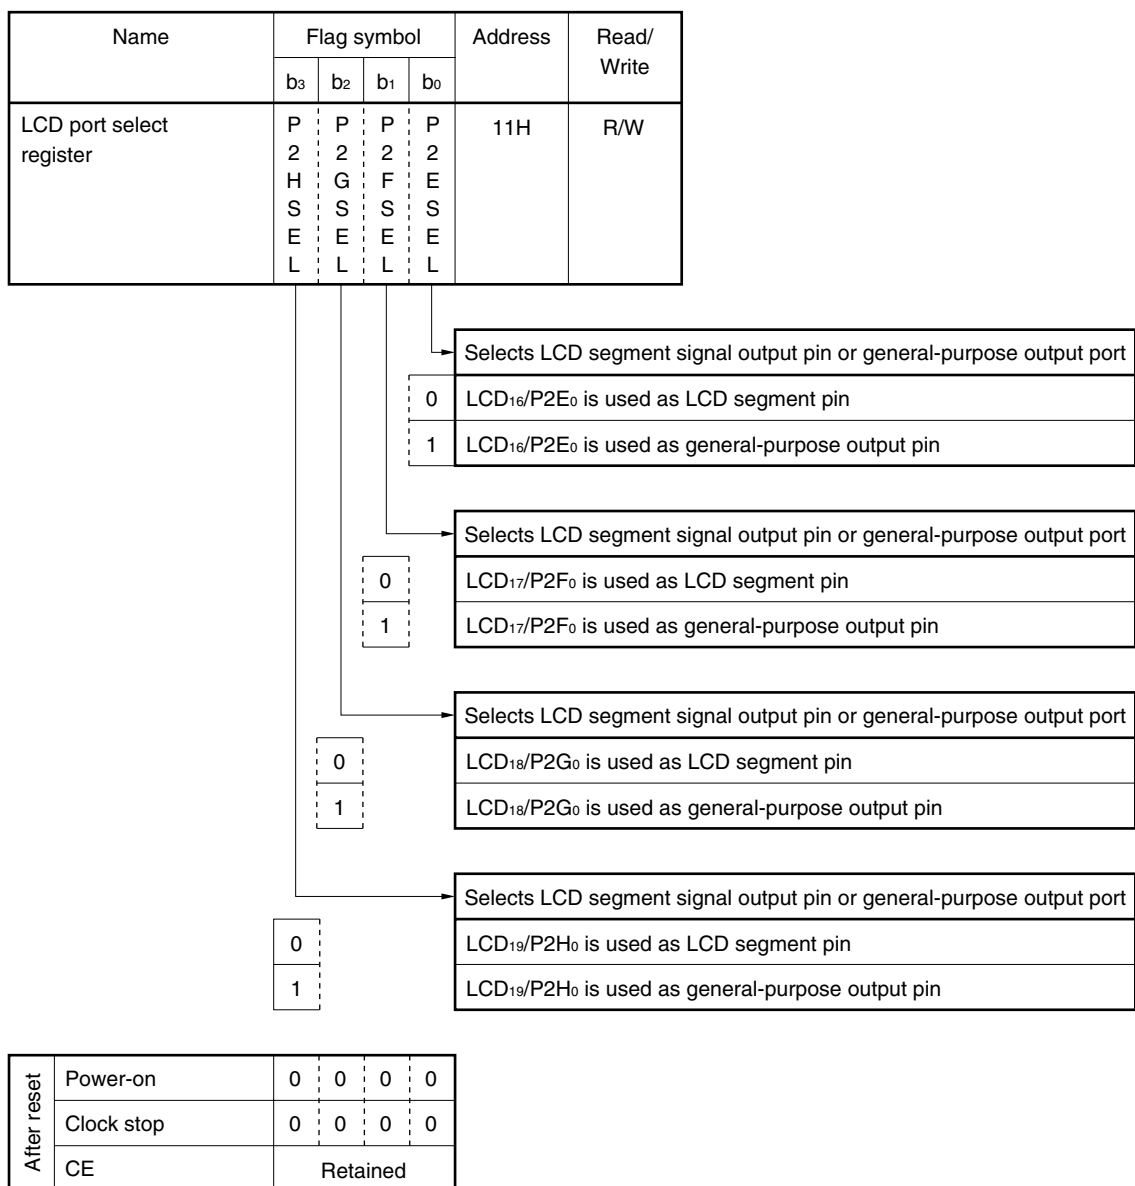 Name Flag symbol Address Read/
Write
b₃ b₂ b₁ b₀
LCD port select P P P P 11H R/W
register 2 2 2 2
H G F E
S S S S
E E E E
L L L L
Selects LCD segment signal output pin or general-purpose output port
0 LCD₁₆/P2E₀ is used as LCD segment pin
1 LCD₁₆/P2E₀ is used as general-purpose output pin
Selects LCD segment signal output pin or general-purpose output port
0 LCD₁₇/P2F₀ is used as LCD segment pin
1 LCD₁₇/P2F₀ is used as general-purpose output pin
Selects LCD segment signal output pin or general-purpose output port
0 LCD₁₈/P2G₀ is used as LCD segment pin
1 LCD₁₈/P2G₀ is used as general-purpose output pin
Selects LCD segment signal output pin or general-purpose output port
0 LCD₁₉/P2H₀ is used as LCD segment pin
1 LCD₁₉/P2H₀ is used as general-purpose output pin
After reset
Power-on 0 0 0 0
Clock stop 0 0 0 0
CE Retained